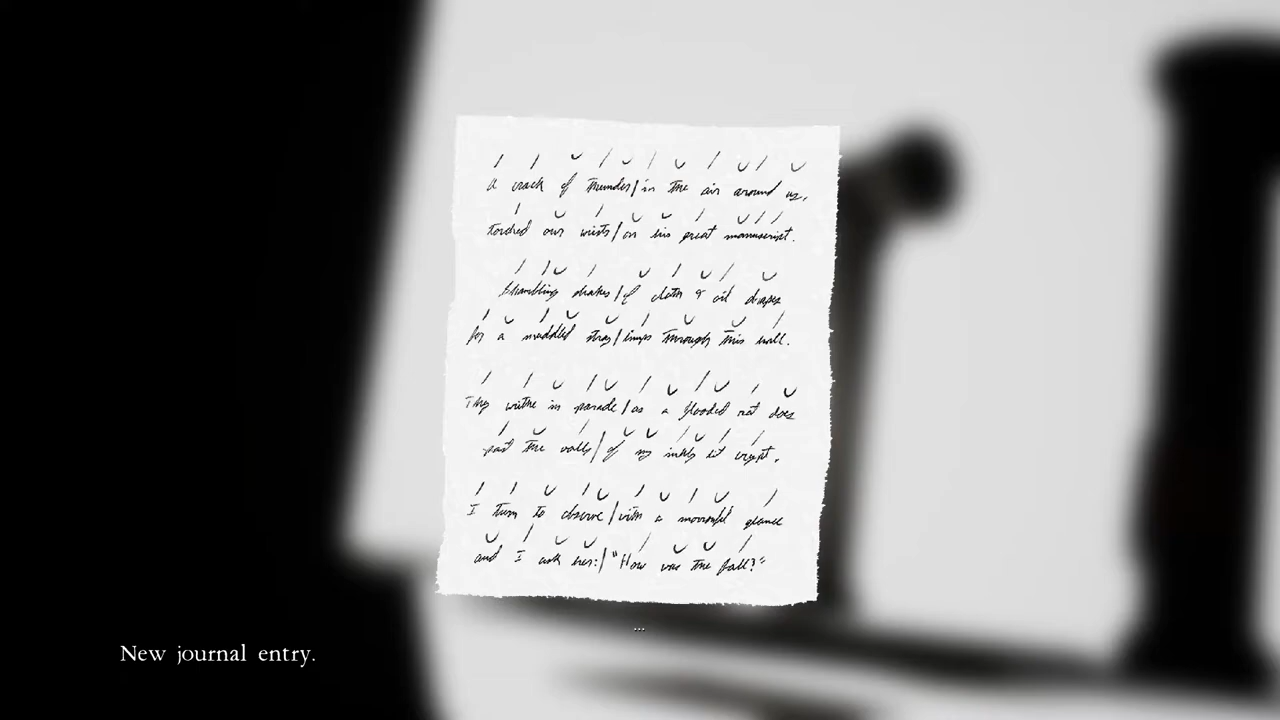 A crack of thunder/in the air around us,
torched our wrists/on his great manuscript.
Shambling shakes/of cloth & oil drapes
for a muddled stray/limps through this hall.
They writhe in parade/as a flooded rat does
past the walls/of my inkly lit crypt.
I turn to observe/with a mournful glance
and I ask her:/"How was the fall?"
...
New journal entry.